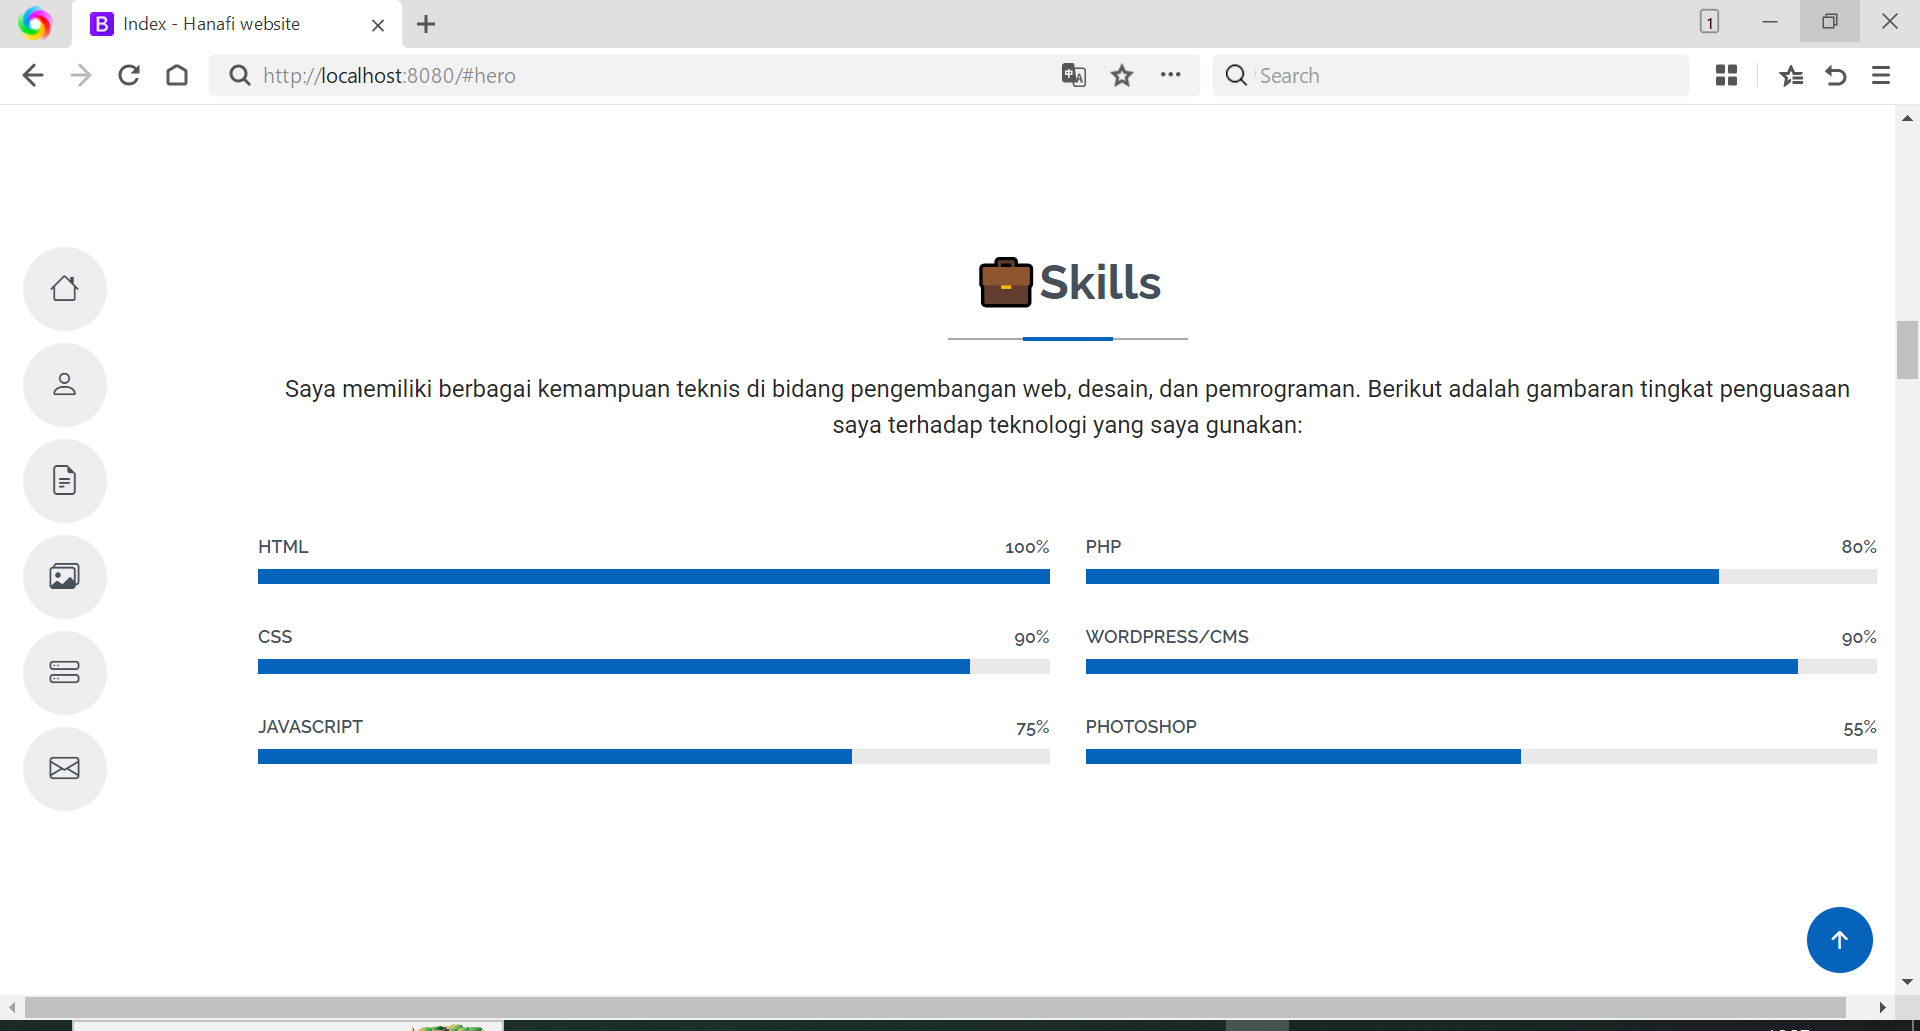 Index - Hanafi website
1
http://localhost:8080/#hero
Search
Skills
Saya memiliki berbagai kemampuan teknis di bidang pengembangan web, desain, dan pemrograman. Berikut adalah gambaran tingkat penguasaan
saya terhadap teknologi yang saya gunakan:
HTML 100%
PHP 80%
CSS 90%
WORDPRESS/CMS 90%
JAVASCRIPT 75%
PHOTOSHOP 55%